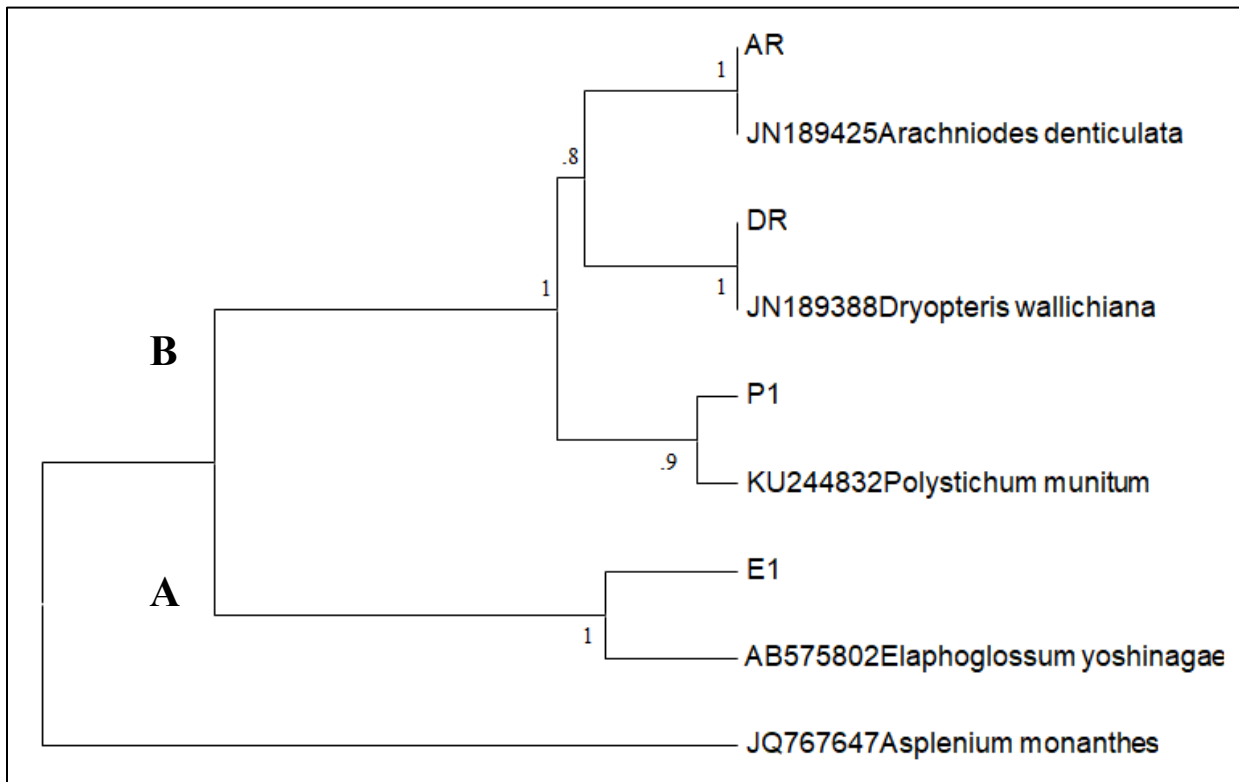 AR
1
JN189425Arachniodes denticulata
.8
DR
1
JN189388Dryopteris wallichiana
1
B
P1
.9
KU244832Polystichum munitum
E1
A
1
AB575802Elaphoglossum yoshinagae
JQ767647Asplenium monanthes